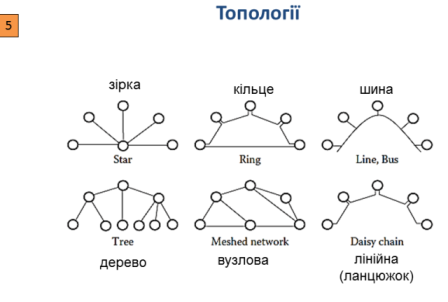 Топології
5
зірка
кільце
шина
Star
Ring
Line, Bus
Tree
Meshed network
Daisy chain
дерево
вузлова
лінійна
(ланцюжок)